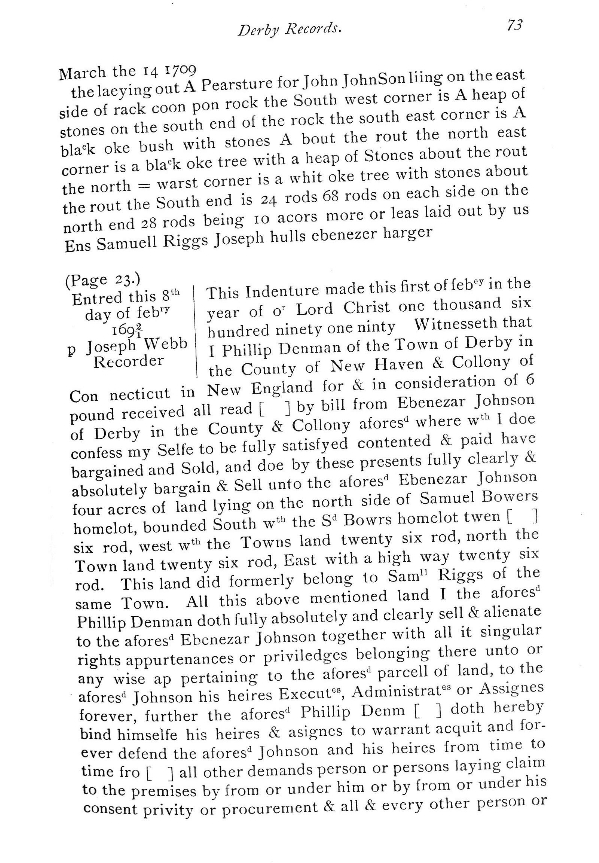 Derby Records. 73
March the 14 1709
the laeying out A Pearsture for John JohnSon liing on the east
side of rack coon pon rock the South west corner is A heap of
stones on the south end of the rock the south east corner is A
blaᶜk oke bush with stones A bout the rout the north east
corner is a blaᶜk oke tree with a heap of Stones about the rout
the north = warst corner is a whit oke tree with stones about
the rout the South end is 24 rods 68 rods on each side on the
north end 28 rods being 10 acors more or leas laid out by us
Ens Samuell Riggs Joseph hulls ebenezer harger
(Page 23.)
Entred this 8ᵗʰ
day of febʳʸ
169¾
p Joseph Webb
Recorder
This Indenture made this first of febᵉʸ in the
year of oʳ Lord Christ one thousand six
hundred ninety one ninty Witnesseth that
I Phillip Denman of the Town of Derby in
the County of New Haven & Collony of
Con necticut in New England for & in consideration of 6
pound received all read [ ] by bill from Ebenezar Johnson
of Derby in the County & Collony aforesᵈ where wᵗʰ I doe
confess my Selfe to be fully satisfyed contented & paid have
bargained and Sold, and doe by these presents fully clearly &
absolutely bargain & Sell unto the aforesᵈ Ebenezar Johnson
four acres of land lying on the north side of Samuel Bowers
homelot, bounded South wᵗʰ the Sᵈ Bowrs homelot twen [ ]
six rod, west wᵗʰ the Towns land twenty six rod, north the
Town land twenty six rod, East with a high way twenty six
rod. This land did formerly belong to Samˡˡ Riggs of the
same Town. All this above mentioned land I the aforesᵈ
Phillip Denman doth fully absolutely and clearly sell & alienate
to the aforesᵈ Ebenezar Johnson together with all it singular
rights appurtenances or priviledges belonging there unto or
any wise ap pertaining to the aforesᵈ parcell of land, to the
aforesᵈ Johnson his heires Executᵉˢ, Administratᵉˢ or Assignes
forever, further the aforesᵈ Phillip Denm [ ] doth hereby
bind himselfe his heires & asignes to warrant acquit and for-
ever defend the aforesᵈ Johnson and his heires from time to
time fro [ ] all other demands person or persons laying claim
to the premises by from or under him or by from or under his
consent privity or procurement & all & every other person or